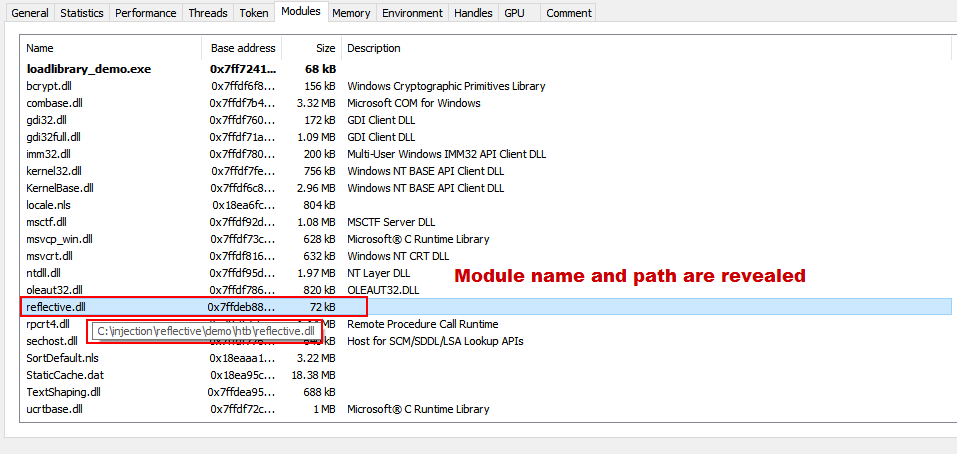 General Statistics Performance Threads Token Modules Memory Environment Handles GPU Comment
Name Base address Size Description
loadlibrary_demo.exe 0x7ff7241... 68 kB
bcrypt.dll 0x7ffdf6f8... 156 kB Windows Cryptographic Primitives Library
combase.dll 0x7ffdf7b4... 3.32 MB Microsoft COM for Windows
gdi32.dll 0x7ffdf760... 172 kB GDI Client DLL
gdi32full.dll 0x7ffdf71a... 1.09 MB GDI Client DLL
imm32.dll 0x7ffdf780... 200 kB Multi-User Windows IMM32 API Client DLL
kernel32.dll 0x7ffdf7fe... 756 kB Windows NT BASE API Client DLL
KernelBase.dll 0x7ffdf6c8... 2.96 MB Windows NT BASE API Client DLL
locale.nls 0x18ea6fc... 804 kB
msctf.dll 0x7ffdf92d... 1.08 MB MSCTF Server DLL
msvcp_win.dll 0x7ffdf73c... 628 kB Microsoft® C Runtime Library
msvcrt.dll 0x7ffdf816... 632 kB Windows NT CRT DLL
ntdll.dll 0x7ffdf95d... 1.97 MB NT Layer DLL
Module name and path are revealed
oleaut32.dll 0x7ffdf786... 820 kB OLEAUT32.DLL
reflective.dll 0x7ffdeb88... 72 kB
rpcrt4.dll Remote Procedure Call Runtime
C:\injection\reflective\demo\htb\reflective.dll
sechost.dll Host for SCM/SDDL/LSA Lookup APIs
SortDefault.nls 0x18eaaa1... 3.22 MB
StaticCache.dat 0x18ea95c... 18.38 MB
TextShaping.dll 0x7ffdea95... 688 kB
ucrtbase.dll 0x7ffdf72c... 1 MB Microsoft® C Runtime Library